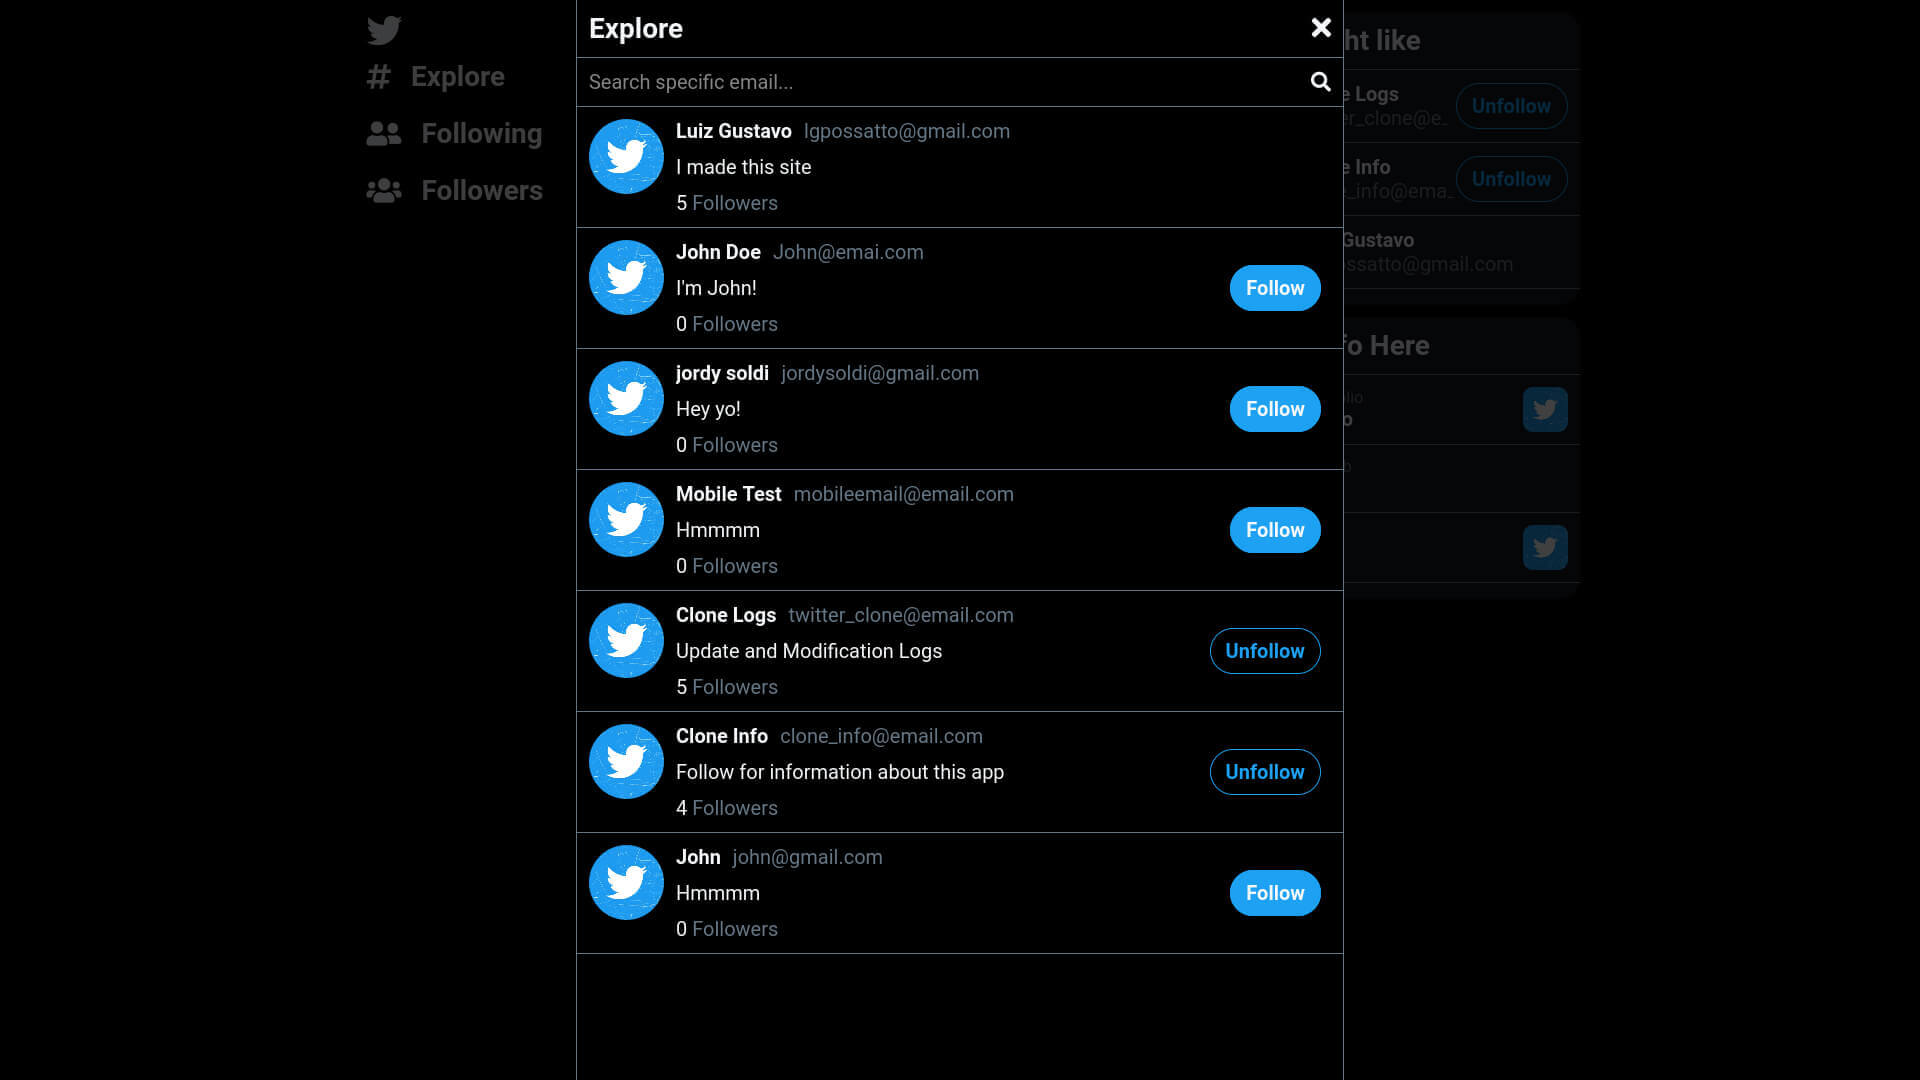 Explore
Following
Followers
Explore
Search specific email...
Luiz Gustavo lgpossatto@gmail.com
I made this site
5 Followers
John Doe John@emai.com
I'm John!
0 Followers
Follow
jordy soldi jordysoldi@gmail.com
Hey yo!
0 Followers
Follow
Mobile Test mobileemail@email.com
Hmmmm
0 Followers
Follow
Clone Logs twitter_clone@email.com
Update and Modification Logs
5 Followers
Unfollow
Clone Info clone_info@email.com
Follow for information about this app
4 Followers
Unfollow
John john@gmail.com
Hmmmm
0 Followers
Follow
ht like
e Logs
er_clone@e..
Unfollow
e Info
e_info@ema..
Unfollow
Gustavo
ossatto@gmail.com
o Here